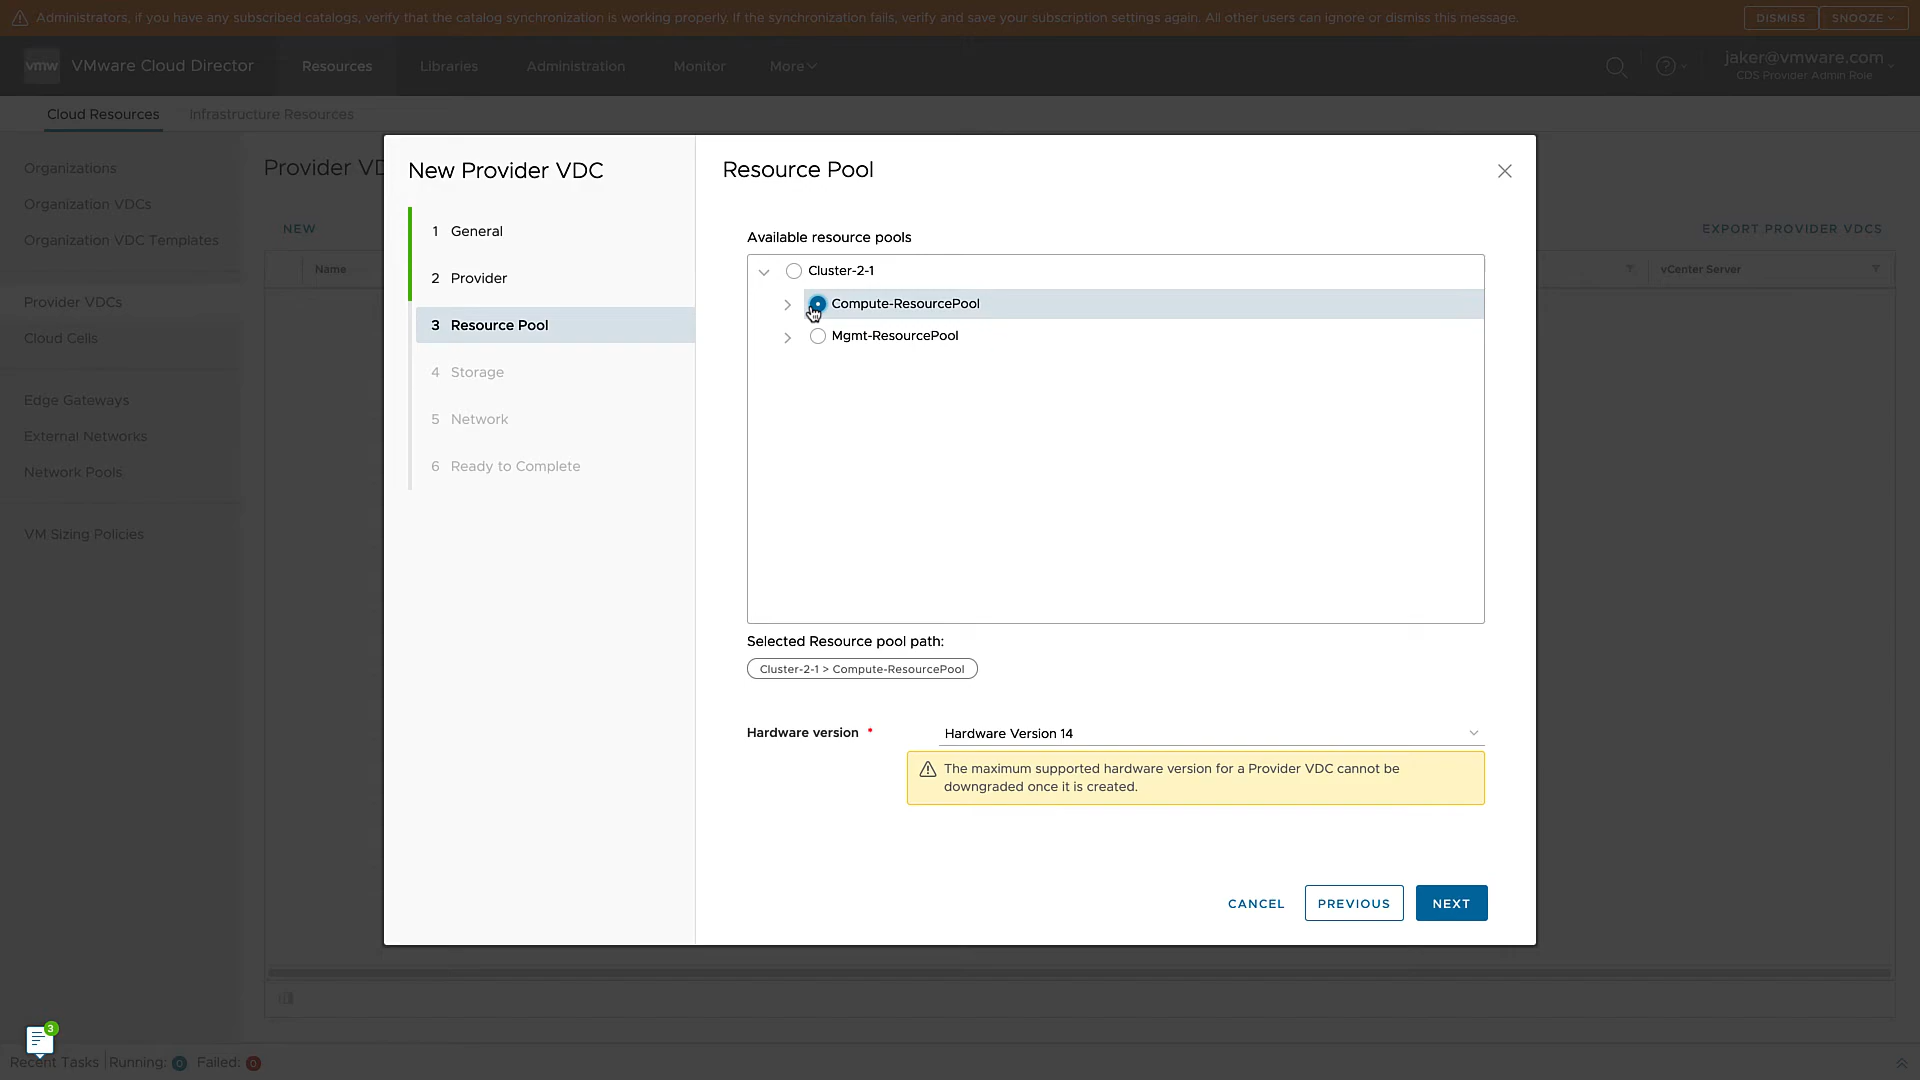 Administrators, if you have any subscribed catalogs, verify that the catalog synchronization is working properly. If the synchronization fails, verify and save your subscription settings again. All other users can ignore or dismiss this message.
DISMISS
SNOOZE
vmw
VMware Cloud Director
Resources
Libraries
Administration
Monitor
More
jaker@vmware.com
CDS Provider Admin Role
Cloud Resources
Infrastructure Resources
Organizations
Organization VDCs
Organization VDC Templates
Provider VDCs
Cloud Cells
Edge Gateways
External Networks
Network Pools
VM Sizing Policies
Provider VD
NEW
EXPORT PROVIDER VDCS
Name
vCenter Server
New Provider VDC
1 General
2 Provider
3 Resource Pool
4 Storage
5 Network
6 Ready to Complete
Resource Pool
Available resource pools
Cluster-2-1
Compute-ResourcePool
Mgmt-ResourcePool
Selected Resource pool path:
Cluster-2-1 > Compute-ResourcePool
Hardware version *
Hardware Version 14
The maximum supported hardware version for a Provider VDC cannot be
downgraded once it is created.
CANCEL
PREVIOUS
NEXT
3
Recent Tasks
Running: 0
Failed: 0